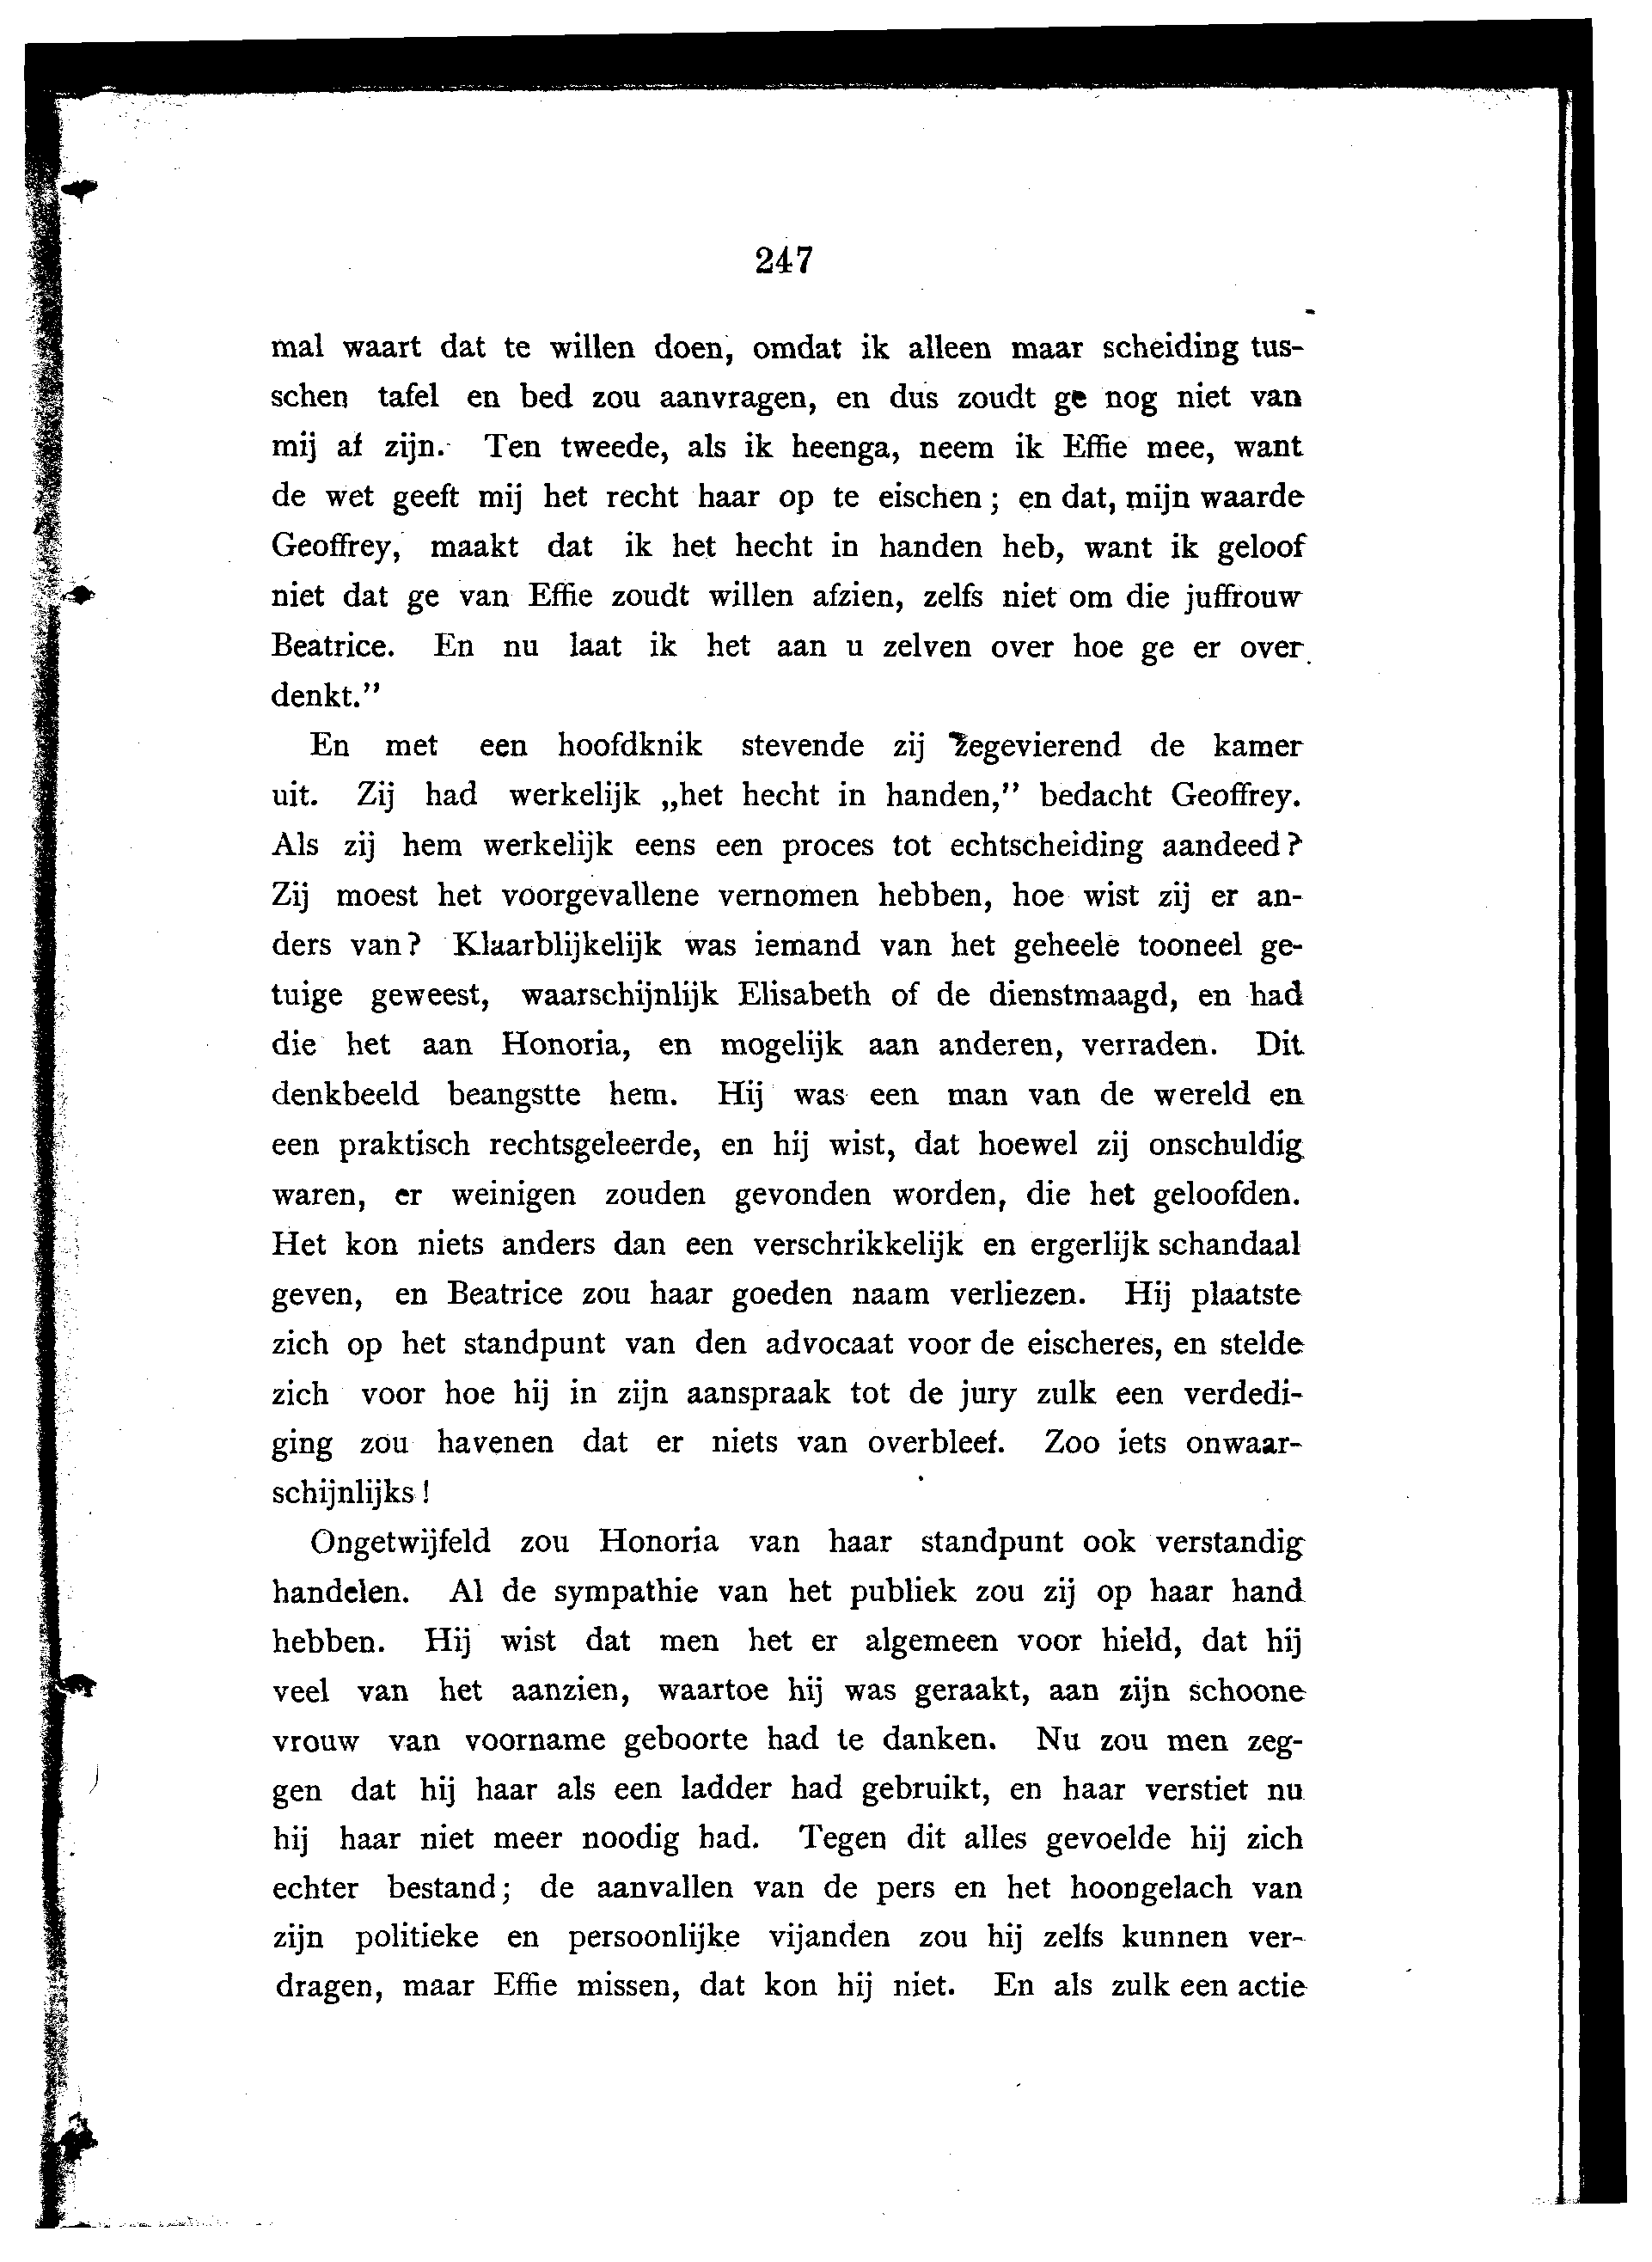 247
mal waart dat te willen doen, omdat ik alleen maar scheiding tus-
schen tafel en bed zou aanvragen, en dus zoudt ge nog niet van
mij af zijn. Ten tweede, als ik heenga, neem ik Effie mee, want
de wet geeft mij het recht haar op te eischen; en dat, mijn waarde
Geoffrey, maakt dat ik het hecht in handen heb, want ik geloof
niet dat ge van Effie zoudt willen afzien, zelfs niet om die juffrouw
Beatrice. En nu laat ik het aan u zelven over hoe ge er over
denkt.”
En met een hoofdknik stevende zij zegevierend de kamer
uit. Zij had werkelijk „het hecht in handen,” bedacht Geoffrey.
Als zij hem werkelijk eens een proces tot echtscheiding aandeed?
Zij moest het voorgevallene vernomen hebben, hoe wist zij er an-
ders van? Klaarblijkelijk was iemand van het geheele tooneel ge-
tuige geweest, waarschijnlijk Elisabeth of de dienstmaagd, en had
die het aan Honoria, en mogelijk aan anderen, verraden. Dit
denkbeeld beangstte hem. Hij was een man van de wereld en
een praktisch rechtsgeleerde, en hij wist, dat hoewel zij onschuldig
waren, er weinigen zouden gevonden worden, die het geloofden.
Het kon niets anders dan een verschrikkelijk en ergerlijk schandaal
geven, en Beatrice zou haar goeden naam verliezen. Hij plaatste
zich op het standpunt van den advocaat voor de eischeres, en stelde
zich voor hoe hij in zijn aanspraak tot de jury zulk een verdedi-
ging zou havenen dat er niets van overbleef. Zoo iets onwaar-
schijnlijks!
Ongetwijfeld zou Honoria van haar standpunt ook verstandig
handelen. Al de sympathie van het publiek zou zij op haar hand
hebben. Hij wist dat men het er algemeen voor hield, dat hij
veel van het aanzien, waartoe hij was geraakt, aan zijn schoone
vrouw van voorname geboorte had te danken. Nu zou men zeg-
gen dat hij haar als een ladder had gebruikt, en haar verstiet nu
hij haar niet meer noodig had. Tegen dit alles gevoelde hij zich
echter bestand; de aanvallen van de pers en het hoongelach van
zijn politieke en persoonlijke vijanden zou hij zelfs kunnen ver-
dragen, maar Effie missen, dat kon hij niet. En als zulk een actie